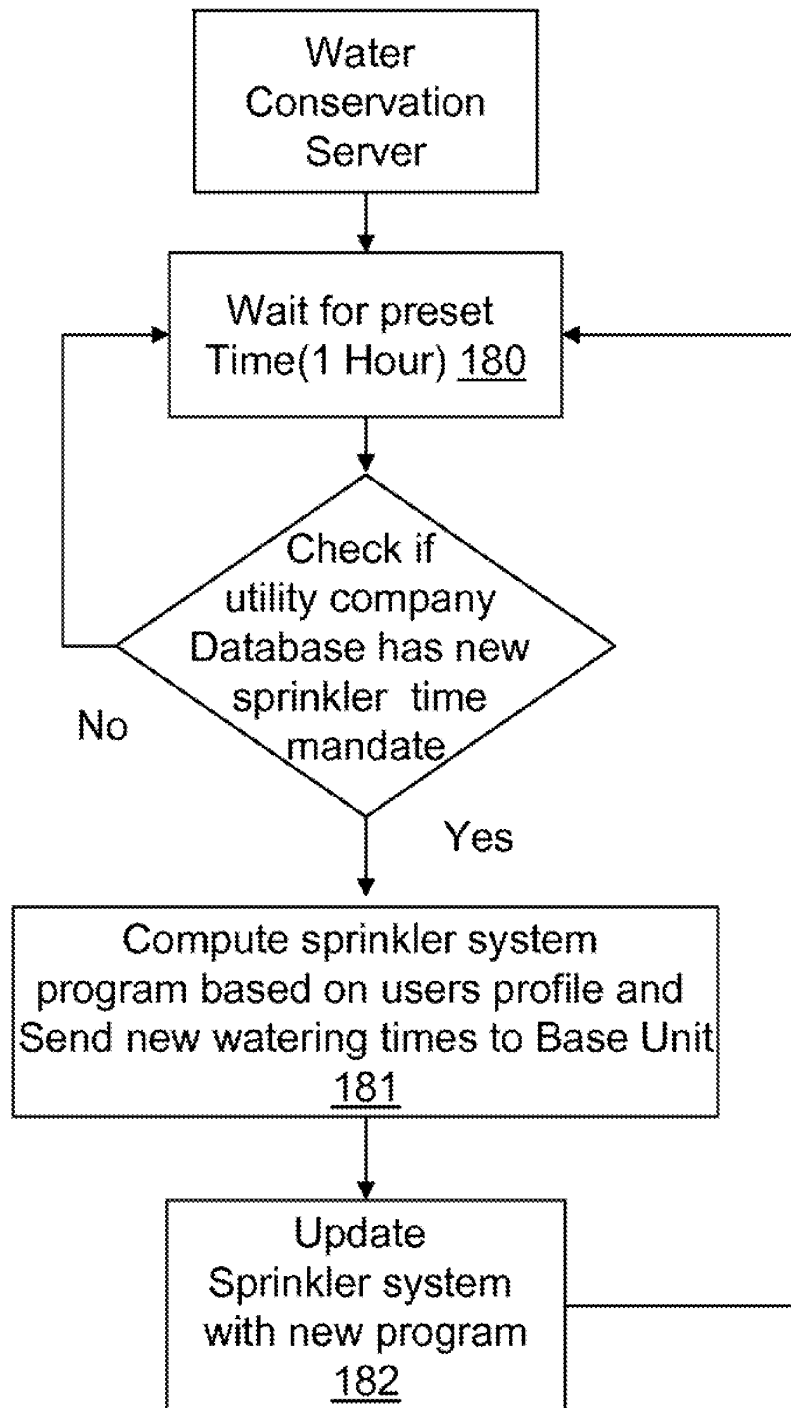 Water
Conservation
Server
Wait for preset
Time(1 Hour) 180
Check if
utility company
Database has new
sprinkler time
mandate
No
Yes
Compute sprinkler system
program based on users profile and
Send new watering times to Base Unit
181
Update
Sprinkler system
with new program
182